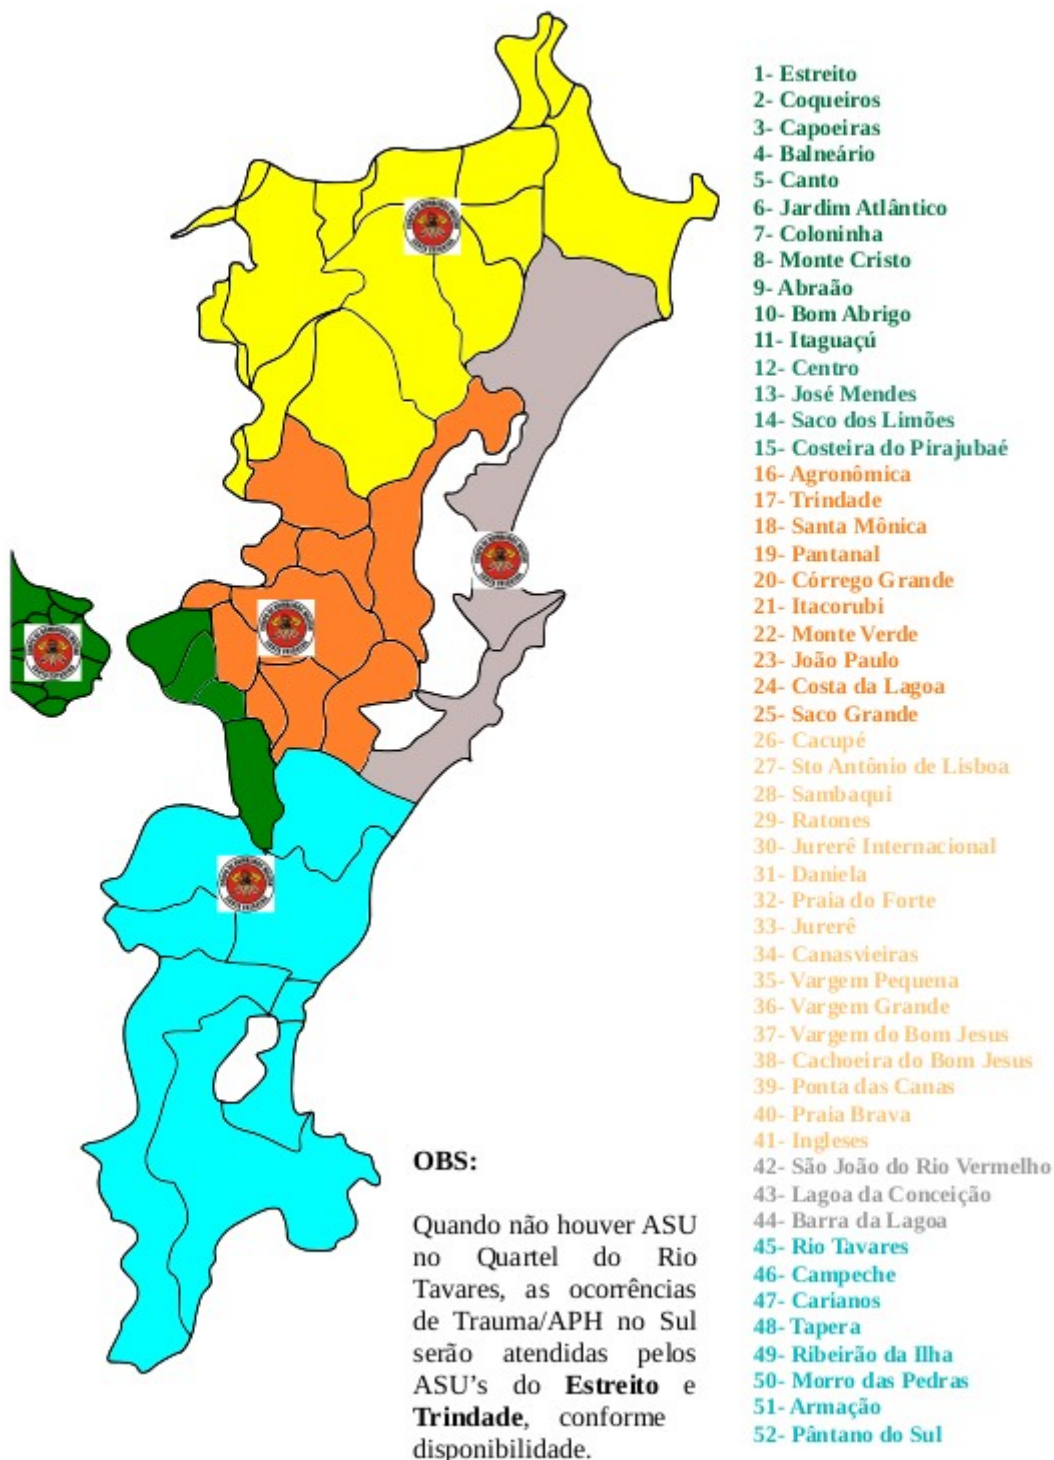 1- Estreito
2- Coqueiros
3- Capoeiras
4- Balneário
5- Canto
6- Jardim Atlântico
7- Coloninha
8- Monte Cristo
9- Abraão
10- Bom Abrigo
11- Itaguaçú
12- Centro
13- José Mendes
14- Saco dos Limões
15- Costeira do Pirajubaé
16- Agronômica
17- Trindade
18- Santa Mônica
19- Pantanal
20- Córrego Grande
21- Itacorubi
22- Monte Verde
23- João Paulo
24- Costa da Lagoa
25- Saco Grande
26- Cacupé
27- Sto Antônio de Lisboa
28- Sambaqui
29- Ratones
30- Jurerê Internacional
31- Daniela
32- Praia do Forte
33- Jurerê
34- Canasvieiras
35- Vargem Pequena
36- Vargem Grande
37- Vargem do Bom Jesus
38- Cachoeira do Bom Jesus
39- Ponta das Canas
40- Praia Brava
41- Ingleses
42- São João do Rio Vermelho
43- Lagoa da Conceição
44- Barra da Lagoa
45- Rio Tavares
46- Campeche
47- Carianos
48- Tapera
49- Ribeirão da Ilha
50- Morro das Pedras
51- Armação
52- Pântano do Sul
OBS:
Quando não houver ASU
no Quartel do Rio
Tavares, as ocorrências
de Trauma/APH no Sul
serão atendidas pelos
ASU's do Estreito e
Trindade, conforme
disponibilidade.